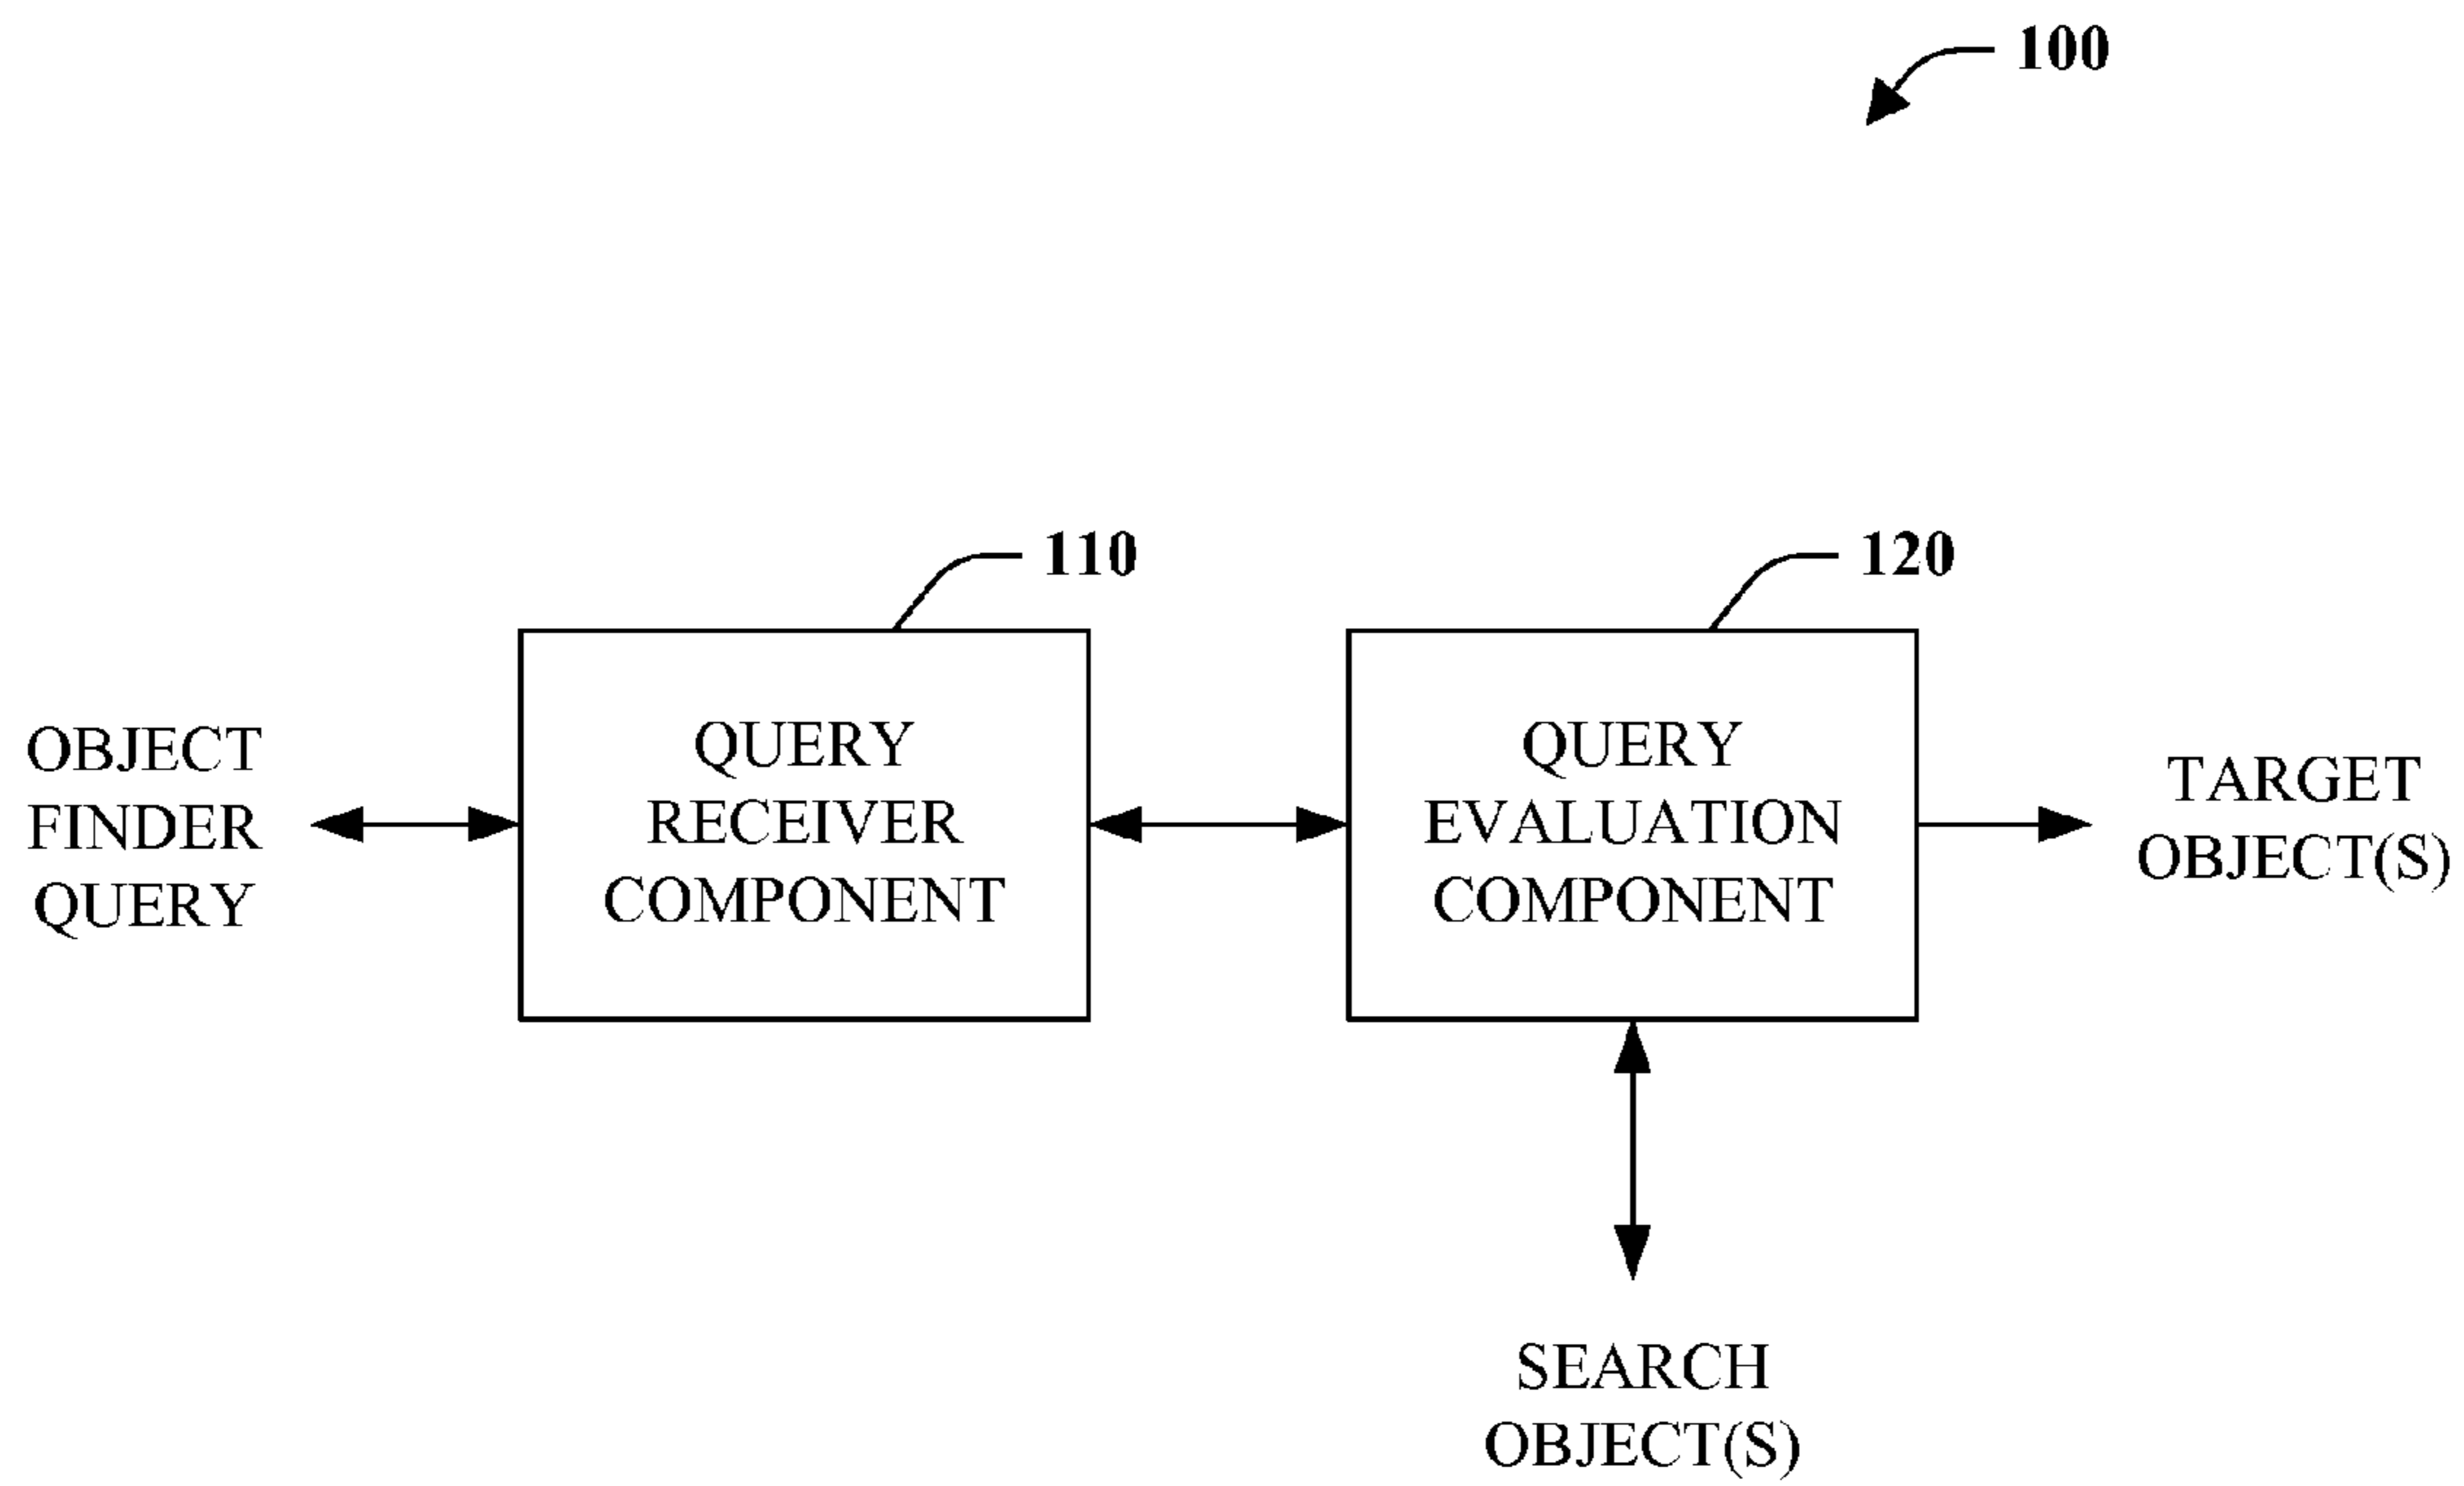 100
110
120
OBJECT
FINDER
QUERY
QUERY
RECEIVER
COMPONENT
QUERY
EVALUATION
COMPONENT
TARGET
OBJECT(S)
SEARCH
OBJECT(S)